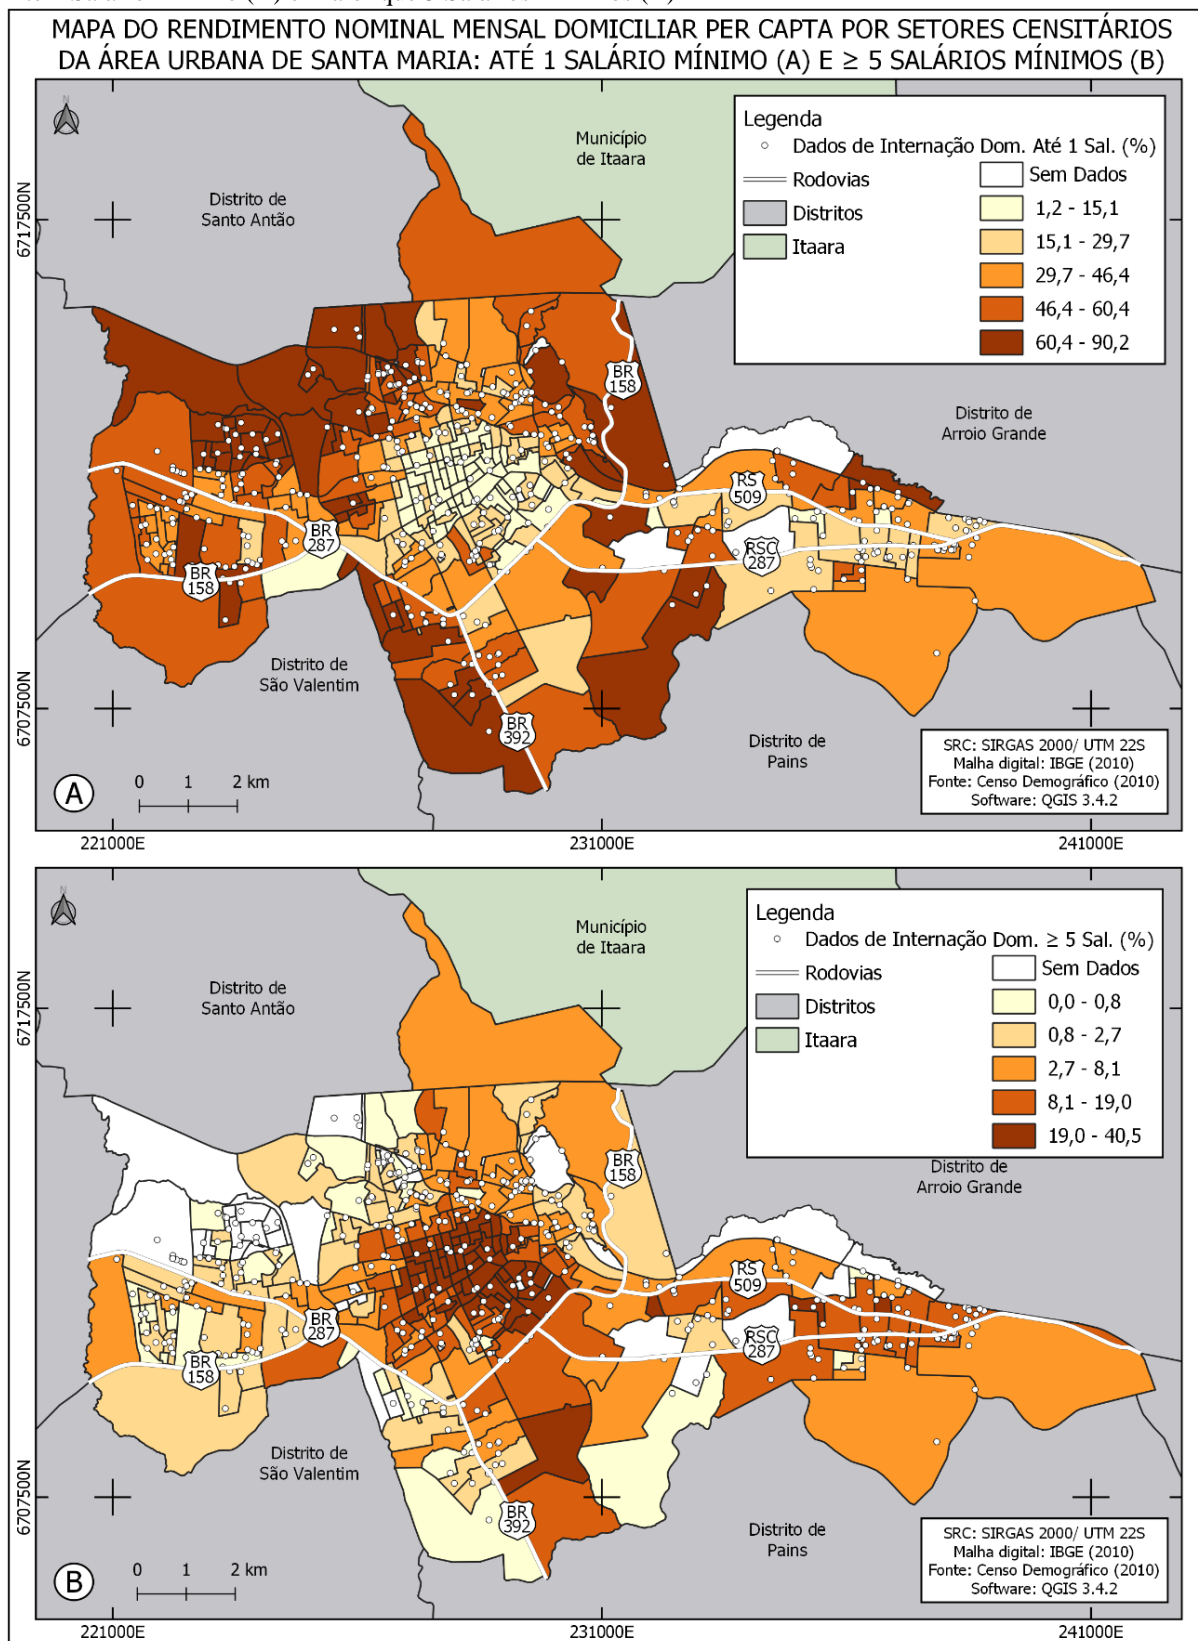 MAPA DO RENDIMENTO NOMINAL MENSAL DOMICILIAR PER CAPTA POR SETORES CENSITÁRIOS
DA ÁREA URBANA DE SANTA MARIA: ATÉ 1 SALÁRIO MÍNIMO (A) E ≥ 5 SALÁRIOS MÍNIMOS (B)
N
Município
de Itaara
Distrito de
Santo Antão
Legenda
Dados de Internação
Rodovias
Distritos
Itaara
Dom. Até 1 Sal. (%)
Sem Dados
1,2 - 15,1
15,1 - 29,7
29,7 - 46,4
46,4 - 60,4
60,4 - 90,2
6717500N
BR
158
Distrito de
Arroio Grande
RS
509
BR
287
RSC
287
BR
158
Distrito de
São Valentim
6707500N
BR
392
Distrito de
Pains
SRC: SIRGAS 2000/ UTM 22S
Malha digital: IBGE (2010)
Fonte: Censo Demográfico (2010)
Software: QGIS 3.4.2
A
0 1 2 km
221000E 231000E 241000E
N
Município
de Itaara
Distrito de
Santo Antão
Legenda
Dados de Internação
Rodovias
Distritos
Itaara
Dom. ≥ 5 Sal. (%)
Sem Dados
0,0 - 0,8
0,8 - 2,7
2,7 - 8,1
8,1 - 19,0
19,0 - 40,5
6717500N
BR
158
Distrito de
Arroio Grande
RS
509
BR
287
RSC
287
BR
158
Distrito de
São Valentim
6707500N
BR
392
Distrito de
Pains
SRC: SIRGAS 2000/ UTM 22S
Malha digital: IBGE (2010)
Fonte: Censo Demográfico (2010)
Software: QGIS 3.4.2
B
0 1 2 km
221000E 231000E 241000E